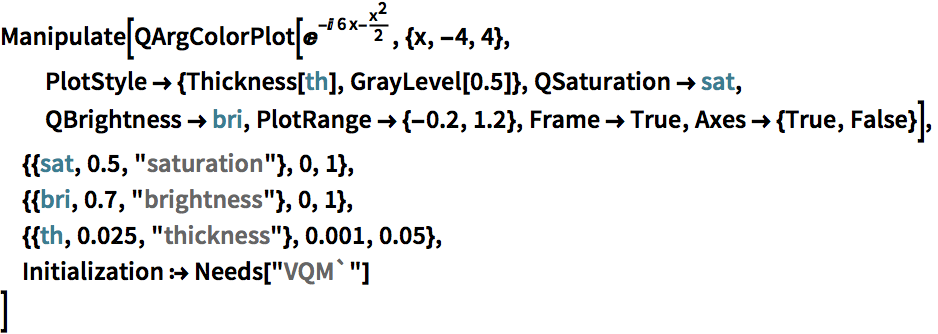 Manipulate[QArgColorPlot[ⅇ^(-ⅈ 6 x-x^2/2), {x, -4, 4},
PlotStyle → {Thickness[th], GrayLevel[0.5]}, QSaturation → sat,
QBrightness → bri, PlotRange → {-0.2, 1.2}, Frame → True, Axes → {True, False}],
{{sat, 0.5, "saturation"}, 0, 1},
{{bri, 0.7, "brightness"}, 0, 1},
{{th, 0.025, "thickness"}, 0.001, 0.05},
Initialization :→ Needs["VQM`"]
]